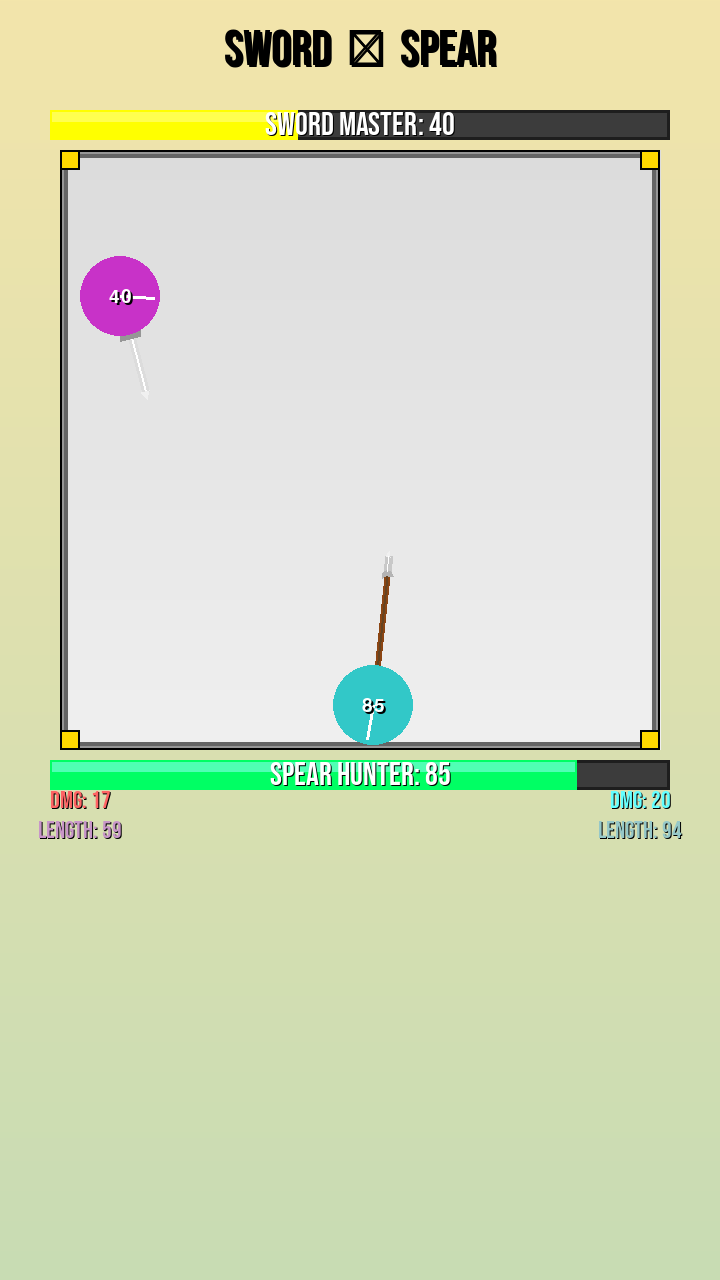 SWORD ☒ SPEAR
SWORD MASTER: 40
40
85
SPEAR HUNTER: 85
DMG: 17
DMG: 20
LENGTH: 59
LENGTH: 94